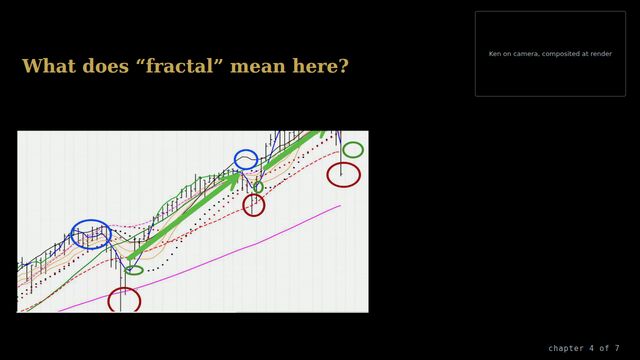 Ken on camera, composited at render
What does “fractal” mean here?
chapter 4 of 7